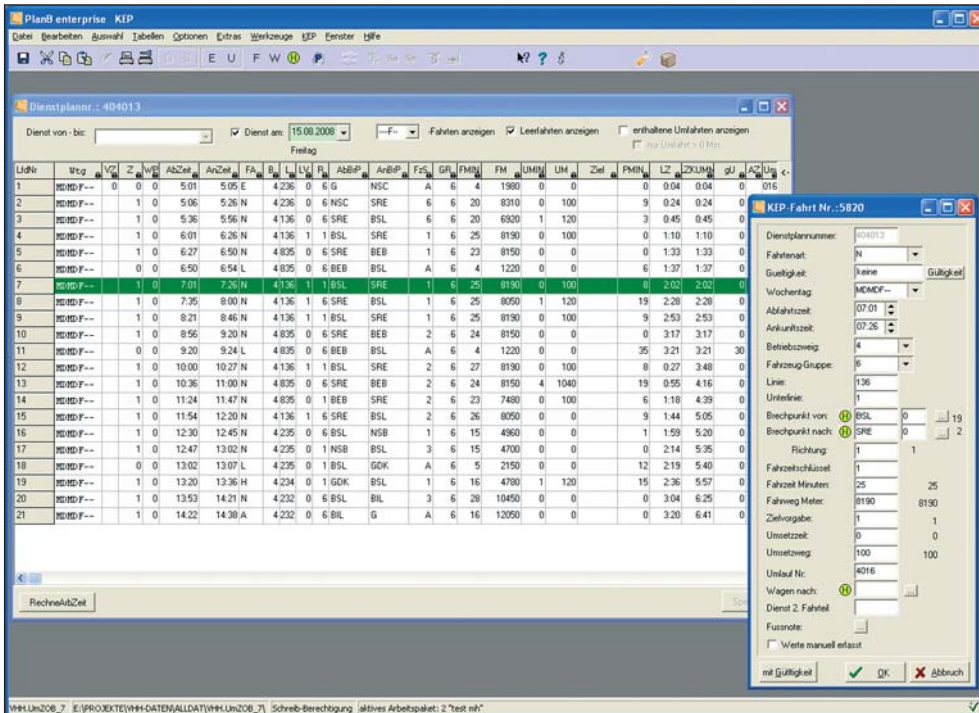 PlanB enterprise KEP
Datei Bearbeiten Auswahl Tabellen Optionen Extras Werkzeuge KEP Fenster Hilfe
E U F W H P ?
Dienstplannr.: 404013
Dienst von - bis: Dienst am: 15.08.2008 --F-- -Fahrten anzeigen Leerfahrten anzeigen enthaltene Umfahrten anzeigen
Freitag nur Umfahrt > 0 Min
LfdNr Wtg VZ Z WP AbZeit AnZeit FA B L LV R AbBrP AnBrP FzS GR FMIN FM UMIN UM Ziel PMIN LZ ZKUMM gU AZ Um <-
1 MDMDF-- 0 0 0 5:01 5:05 E 4 236 0 6 G NSC A 6 4 1980 0 0 0 0:04 0:04 0 016
2 MDMDF-- 1 0 5:06 5:26 N 4 236 0 6 NSC SRE 6 6 20 8310 0 100 9 0:24 0:24 0
3 MDMDF-- 1 0 5:36 5:56 N 4 136 0 6 SRE BSL 6 6 20 6920 1 120 3 0:45 0:45 0
4 MDMDF-- 1 0 6:01 6:26 N 4 136 1 1 BSL SRE 1 6 25 8190 0 100 0 1:10 1:10 0
5 MDMDF-- 1 0 6:27 6:50 N 4 835 0 6 SRE BEB 1 6 23 8150 0 0 0 1:33 1:33 0
6 MDMDF-- 0 0 6:50 6:54 L 4 835 0 6 BEB BSL A 6 4 1220 0 0 6 1:37 1:37 0
7 MDMDF-- 1 0 7:01 7:26 N 4 136 1 1 BSL SRE 1 6 25 8190 0 100 8 2:02 2:02 0
8 MDMDF-- 1 0 7:35 8:00 N 4 136 1 6 SRE BSL 1 6 25 8050 1 120 19 2:28 2:28 0
9 MDMDF-- 1 0 8:21 8:46 N 4 136 1 1 BSL SRE 1 6 25 8190 0 100 9 2:53 2:53 0
10 MDMDF-- 1 0 8:56 9:20 N 4 835 0 6 SRE BEB 2 6 24 8150 0 0 0 3:17 3:17 0
11 MDMDF-- 0 0 9:20 9:24 L 4 835 0 6 BEB BSL A 6 4 1220 0 0 35 3:21 3:21 30
12 MDMDF-- 1 0 10:00 10:27 N 4 136 1 1 BSL SRE 2 6 27 8190 0 100 8 0:27 3:48 0
13 MDMDF-- 1 0 10:36 11:00 N 4 835 0 6 SRE BEB 2 6 24 8150 4 1040 19 0:55 4:16 0
14 MDMDF-- 1 0 11:24 11:47 N 4 835 0 1 BEB SRE 2 6 23 7480 0 100 6 1:18 4:39 0
15 MDMDF-- 1 0 11:54 12:20 N 4 136 1 6 SRE BSL 2 6 26 8050 0 0 9 1:44 5:05 0
16 MDMDF-- 1 0 12:30 12:45 N 4 235 0 6 BSL NSB 1 6 15 4960 0 0 1 1:59 5:20 0
17 MDMDF-- 1 0 12:47 13:02 N 4 235 0 1 NSB BSL 3 6 15 4700 0 0 0 2:14 5:35 0
18 MDMDF-- 0 0 13:02 13:07 L 4 235 0 1 BSL GDK A 6 5 2150 0 0 12 2:19 5:40 0
19 MDMDF-- 1 0 13:20 13:36 H 4 234 0 1 GDK BSL 1 6 16 4780 1 120 15 2:36 5:57 0
20 MDMDF-- 1 0 13:53 14:21 N 4 232 0 6 BSL BIL 3 6 28 10450 0 0 0 3:04 6:25 0
21 MDMDF-- 1 0 14:22 14:38 A 4 232 0 6 BIL G A 6 16 12050 0 0 0 3:20 6:41 0
RechneArbZeit
KEP-Fahrt Nr.:5820
Dienstplannummer: 404013
Fahrtenart: N
Gueltigkeit: keine Gültigkeit
Wochentag: MDMDF--
Abfahrtszeit: 07:01
Ankunftszeit: 07:26
Betriebszweig: 4
Fahrzeug-Gruppe: 6
Linie: 136
Unterlinie: 1
Brechpunkt von: H BSL 0 ... 19
Brechpunkt nach: H SRE 0 ... 2
Richtung: 1 1
Fahrzeitschlüssel: 1
Fahrzeit Minuten: 25 25
Fahrweg Meter: 8190 8190
Zielvorgabe: 1 1
Umsetzzeit: 0 0
Umsetzweg: 100 100
Umlauf Nr.: 4016
Wagen nach: H ...
Dienst 2. Fahrteil
Fussnote: ...
Werte manuell erfasst
mit Gültigkeit OK Abbruch
VHH.UmZOB_7 E:\PROJEKTE\VHH-DATEN\ALLDAT\VHH.UmZOB_7\ Schreib-Berechtigung aktives Arbeitspaket: 2 "test mh"